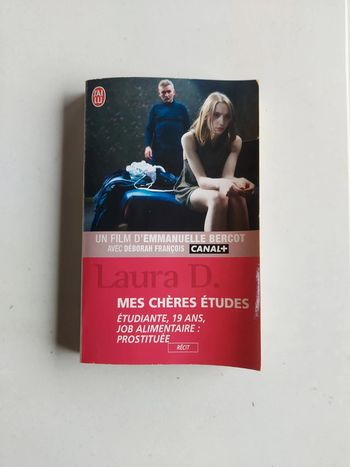 J'AI
LU
UN FILM D'EMMANUELLE BERCOT
AVEC DÉBORAH FRANÇOIS CANAL+
Laura D.
MES CHÈRES ÉTUDES
ÉTUDIANTE, 19 ANS,
JOB ALIMENTAIRE :
PROSTITUÉE
RÉCIT